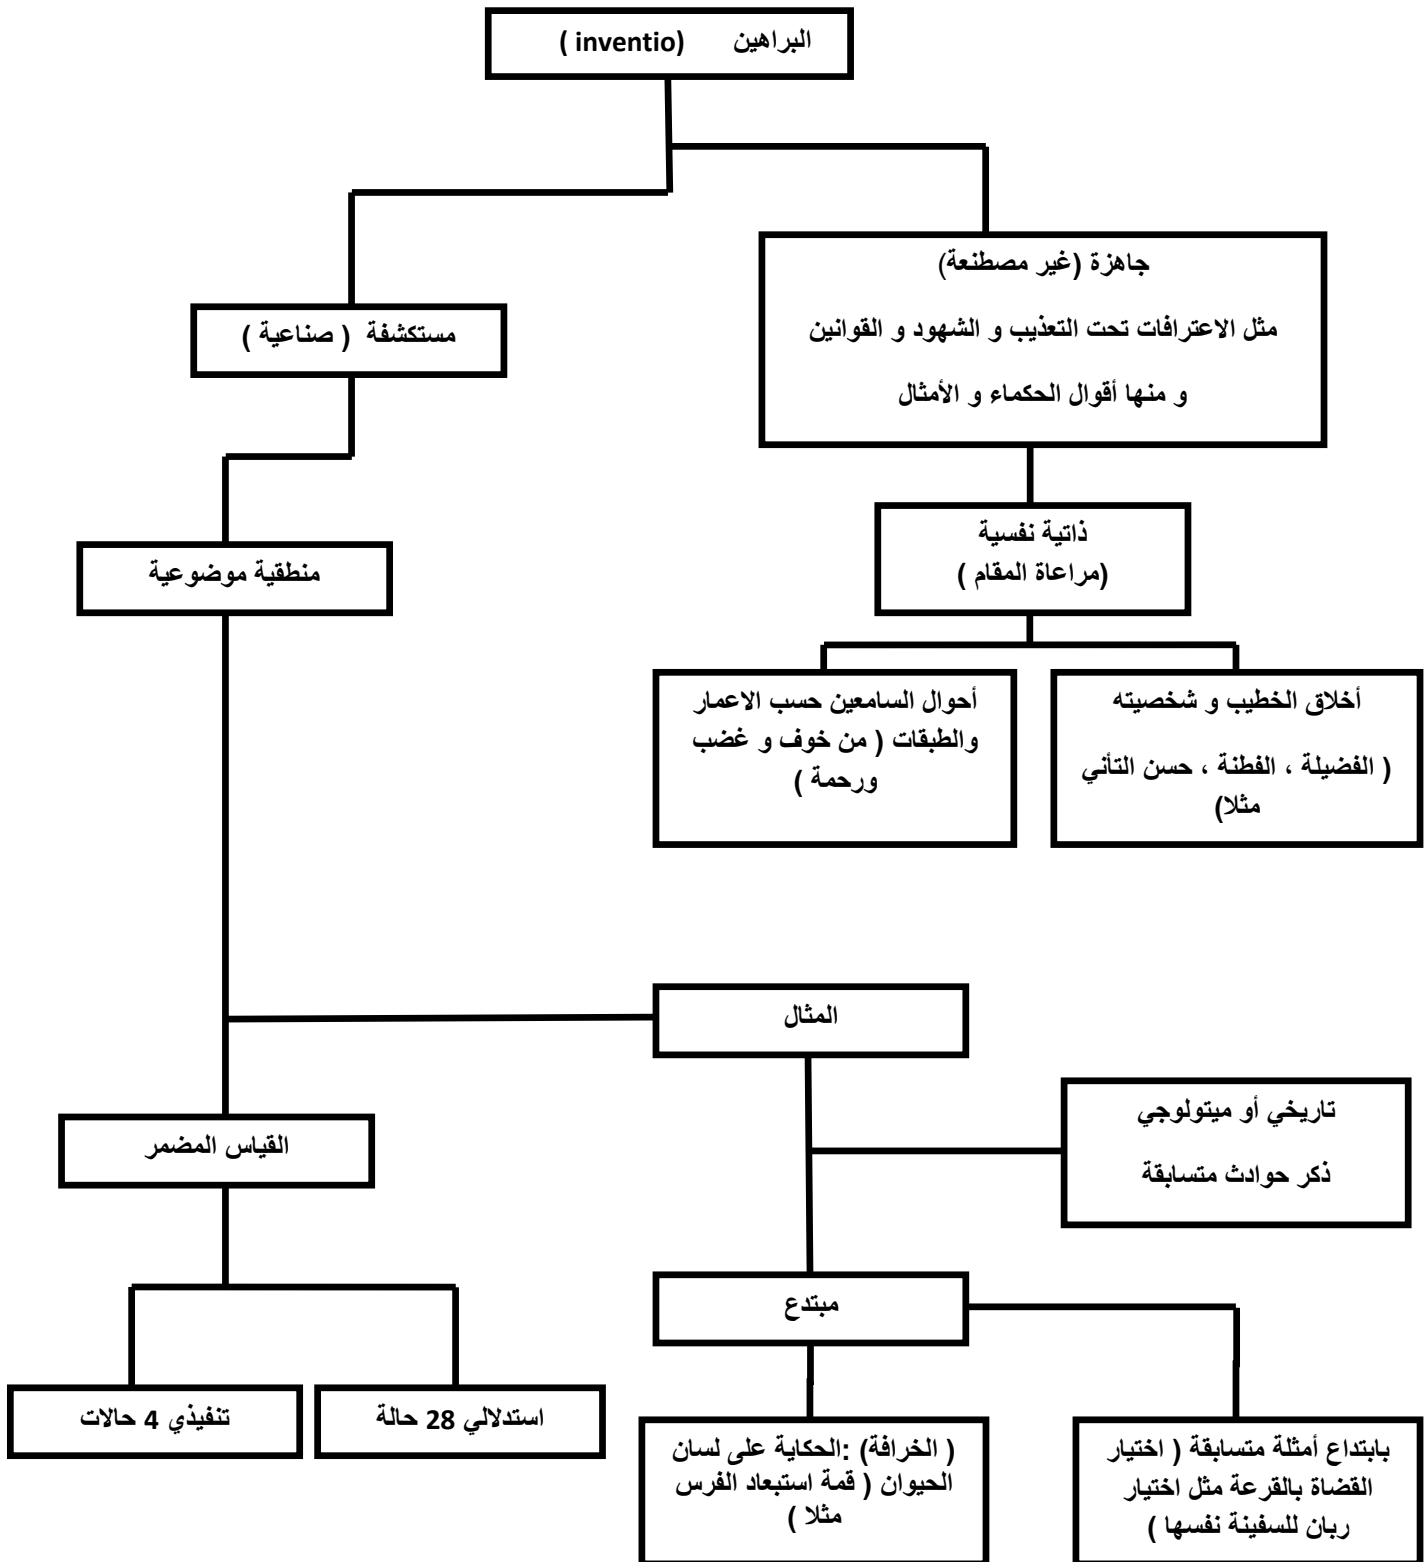 البراهين (inventio )
جاهزة (غير مصطنعة)
مثل الاعترافات تحت التعذيب و الشهود و القوانين
و منها أقوال الحكماء و الأمثال
مستكشفة ( صناعية )
ذاتية نفسية
(مراعاة المقام )
منطقية موضوعية
أخلاق الخطيب و شخصيته
( الفضيلة ، الفطنة ، حسن التأني
مثلا)
أحوال السامعين حسب الاعمار
والطبقات ( من خوف و غضب
ورحمة )
المثال
تاريخي أو ميتولوجي
ذكر حوادث متسابقة
القياس المضمر
مبتدع
استدلالي 28 حالة
تنفيذي 4 حالات
بابتداع أمثلة متسابقة ( اختيار
القضاة بالقرعة مثل اختيار
ربان للسفينة نفسها )
( الخرافة) :الحكاية على لسان
الحيوان ( قمة استبعاد الفرس
مثلا )